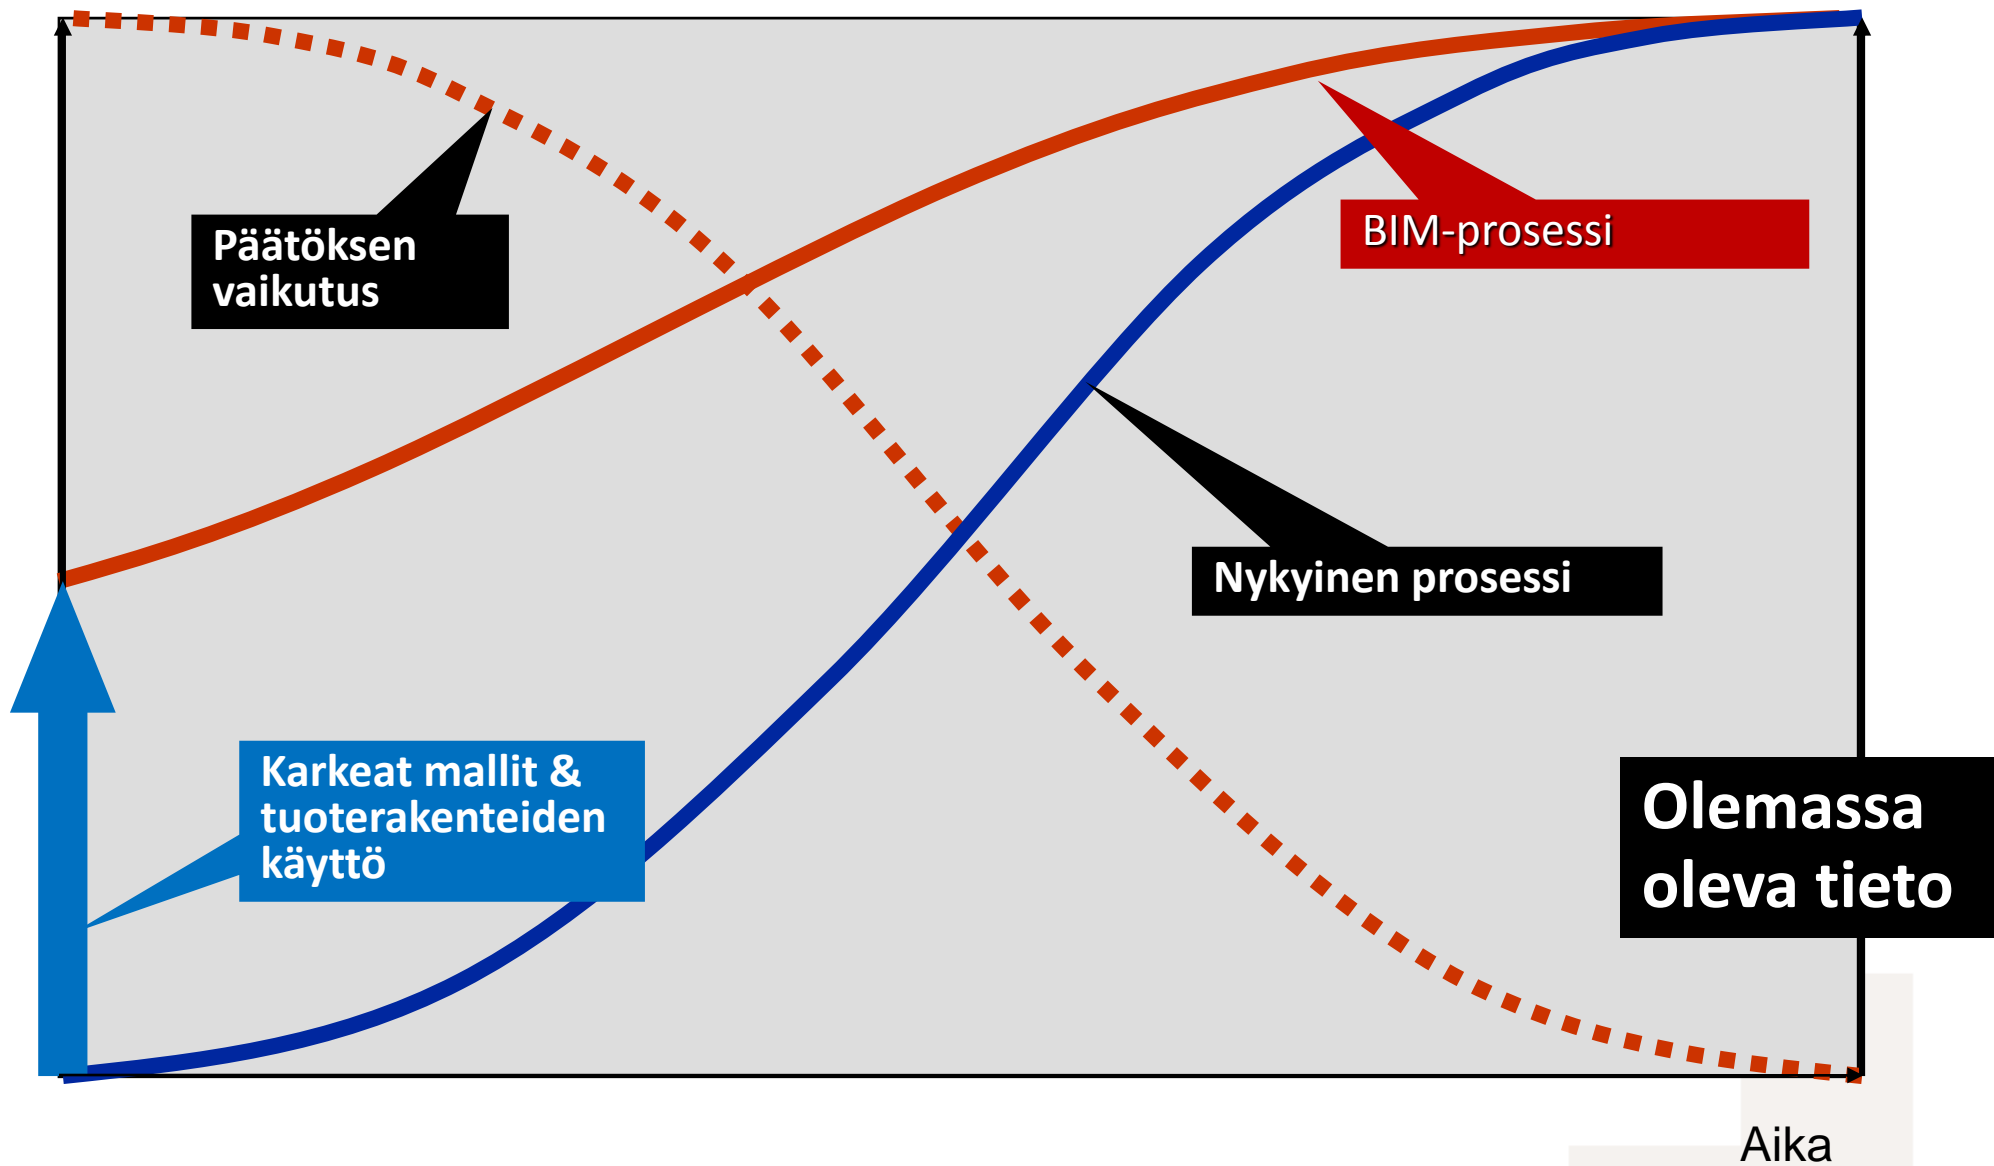 Päätöksen
vaikutus
BIM-prosessi
Nykyinen prosessi
Karkeat mallit &
tuoterakenteiden
käyttö
Olemassa
oleva tieto
Aika